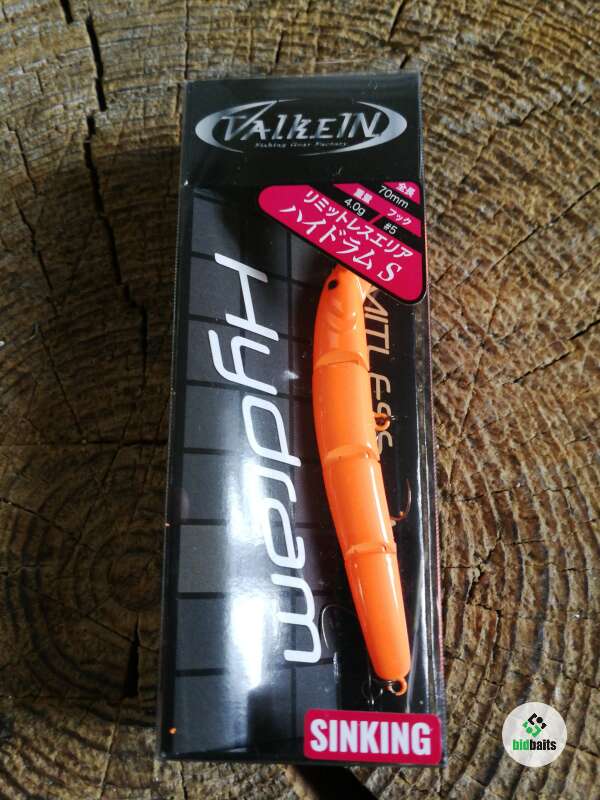 ValkeIN
Fishing Gear Factory
全長
70mm
重量 フック
4.0g #5
リミットレスエリア
ハイドラム S
Hydram
SINKING
bidbaits